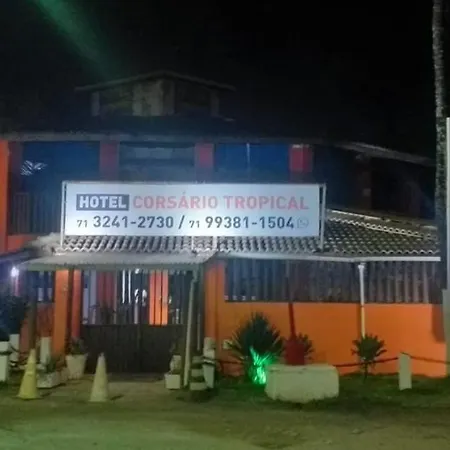 HOTEL CORSÁRIO TROPICAL
71 3241-2730 / 71 99381-1504